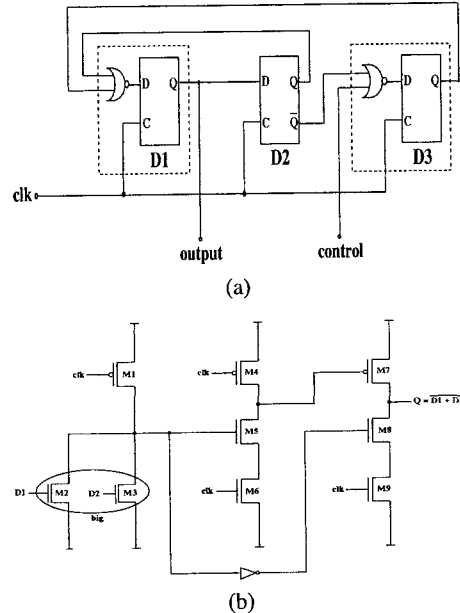 D Q
C
D1
D Q
C Q̅
D2
D Q
C
D3
clk
output
control
(a)
clk
M1
clk
M4
M7
Q = D1 + D
M5
M8
D1
M2
D2
M3
clk
M6
clk
M9
big
(b)